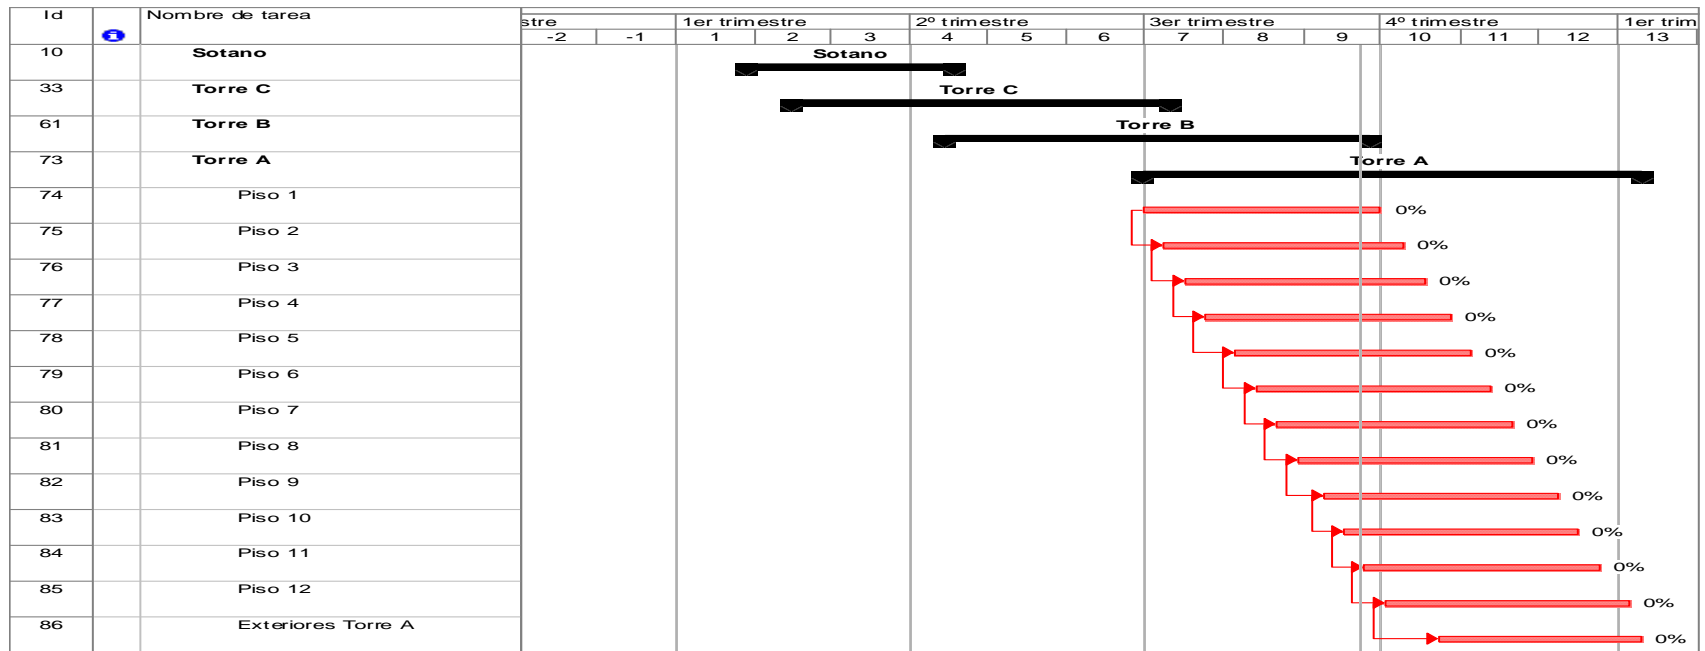 Id Nombre de tarea stre 1er trimestre 2º trimestre 3er trimestre 4º trimestre 1er trim
-2 -1 1 2 3 4 5 6 7 8 9 10 11 12 13
10 Sotano Sotano
33 Torre C Torre C
61 Torre B Torre B
73 Torre A Torre A
74 Piso 1 0%
75 Piso 2 0%
76 Piso 3 0%
77 Piso 4 0%
78 Piso 5 0%
79 Piso 6 0%
80 Piso 7 0%
81 Piso 8 0%
82 Piso 9 0%
83 Piso 10 0%
84 Piso 11 0%
85 Piso 12 0%
86 Exteriores Torre A 0%